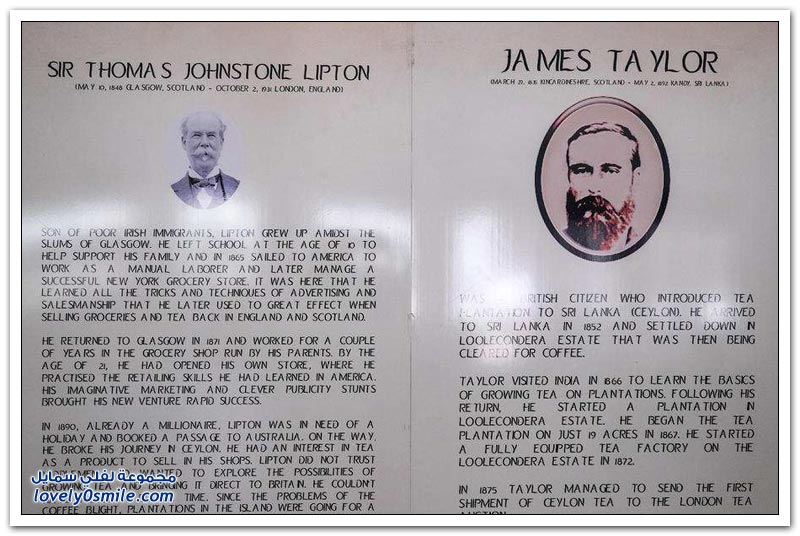 SIR THOMAS JOHNSTONE LIPTON
(MAY 10, 1848 GLASGOW, SCOTLAND - OCTOBER 2, 1931 LONDON, ENGLAND)
SON OF POOR IRISH IMMIGRANTS, LIPTON GREW UP AMIDST THE
SLUMS OF GLASGOW. HE LEFT SCHOOL AT THE AGE OF 10 TO
HELP SUPPORT HIS FAMILY AND IN 1865 SAILED TO AMERICA TO
WORK AS A MANUAL LABORER AND LATER MANAGE A
SUCCESSFUL NEW YORK GROCERY STORE. IT WAS HERE THAT HE
LEARNED ALL THE TRICKS AND TECHNIQUES OF ADVERTISING AND
SALESMANSHIP THAT HE LATER USED TO GREAT EFFECT WHEN
SELLING GROCERIES AND TEA BACK IN ENGLAND AND SCOTLAND.
HE RETURNED TO GLASGOW IN 1871 AND WORKED FOR A COUPLE
OF YEARS IN THE GROCERY SHOP RUN BY HIS PARENTS. BY THE
AGE OF 21, HE HAD OPENED HIS OWN STORE, WHERE HE
PRACTISED THE RETAILING SKILLS HE HAD LEARNED IN AMERICA.
HIS IMAGINATIVE MARKETING AND CLEVER PUBLICITY STUNTS
BROUGHT HIS NEW VENTURE RAPID SUCCESS.
IN 1890, ALREADY A MILLIONAIRE, LIPTON WAS IN NEED OF A
HOLIDAY AND BOOKED A PASSAGE TO AUSTRALIA. ON THE WAY,
HE BROKE HIS JOURNEY IN CEYLON. HE HAD AN INTEREST IN TEA
AS A PRODUCT TO SELL IN HIS SHOPS. LIPTON DID NOT TRUST
WANTED TO EXPLORE THE POSSIBILITIES OF
GROWING TEA AND BRINGING IT DIRECT TO BRITAIN. HE COULDN'T
TIME. SINCE THE PROBLEMS OF THE
COFFEE BLIGHT, PLANTATIONS IN THE ISLAND WERE GOING FOR A
JAMES TAYLOR
(MARCH 29, 1835 KINCARDINESHIRE, SCOTLAND - MAY 2, 1892 KANDY, SRI LANKA)
WAS BRITISH CITIZEN WHO INTRODUCED TEA
PLANTATION TO SRI LANKA (CEYLON). HE ARRIVED
TO SRI LANKA IN 1852 AND SETTLED DOWN IN
LOOLECONDERA ESTATE THAT WAS THEN BEING
CLEARED FOR COFFEE.
TAYLOR VISITED INDIA IN 1866 TO LEARN THE BASICS
OF GROWING TEA ON PLANTATIONS. FOLLOWING HIS
RETURN, HE STARTED A PLANTATION IN
LOOLECONDERA ESTATE. HE BEGAN THE TEA
PLANTATION ON JUST 19 ACRES IN 1867. HE STARTED
A FULLY EQUIPPED TEA FACTORY ON THE
LOOLECONDERA ESTATE IN 1872.
IN 1875 TAYLOR MANAGED TO SEND THE FIRST
SHIPMENT OF CEYLON TEA TO THE LONDON TEA
مجموعة لفلي سمايل
lovely0smile.com